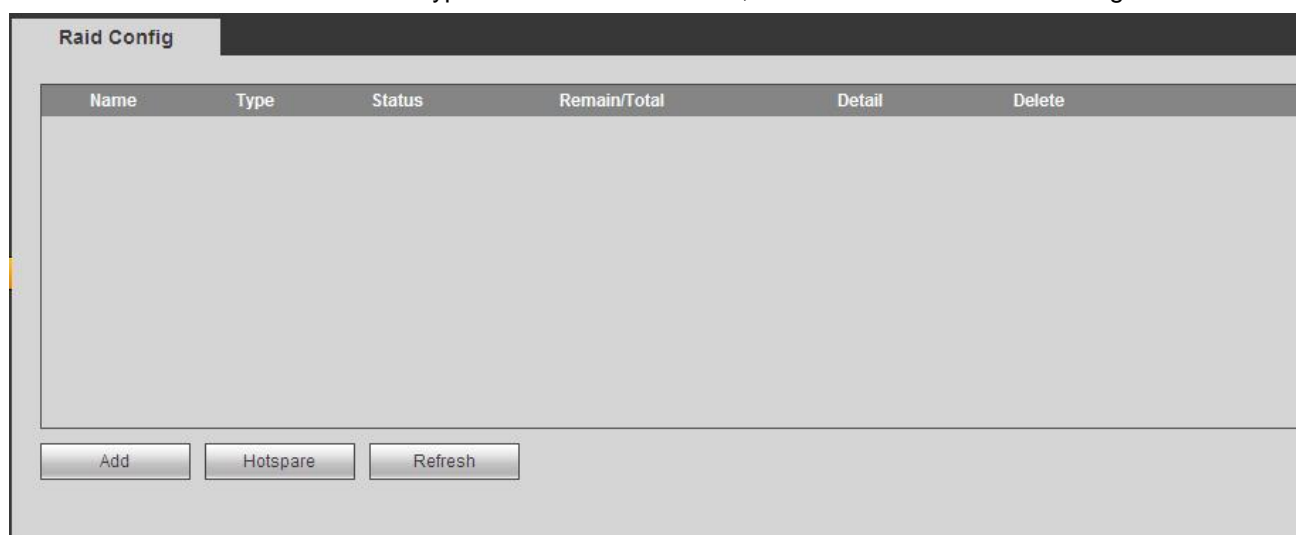 Raid Config
Name Type Status Remain/Total Detail Delete
Add Hotspare Refresh